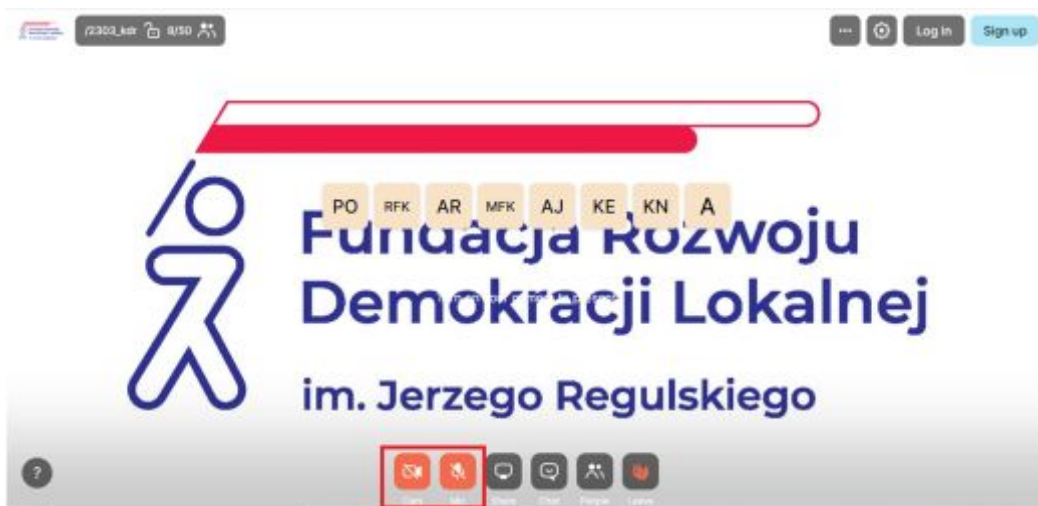 /2303_kdr 8/50
Log in Sign up
PO RFK AR MFK AJ KE KN A
Fundacja Rozwoju
Demokracji Lokalnej
im. Jerzego Regulskiego
?
Cam Mic Share Chat People Leave